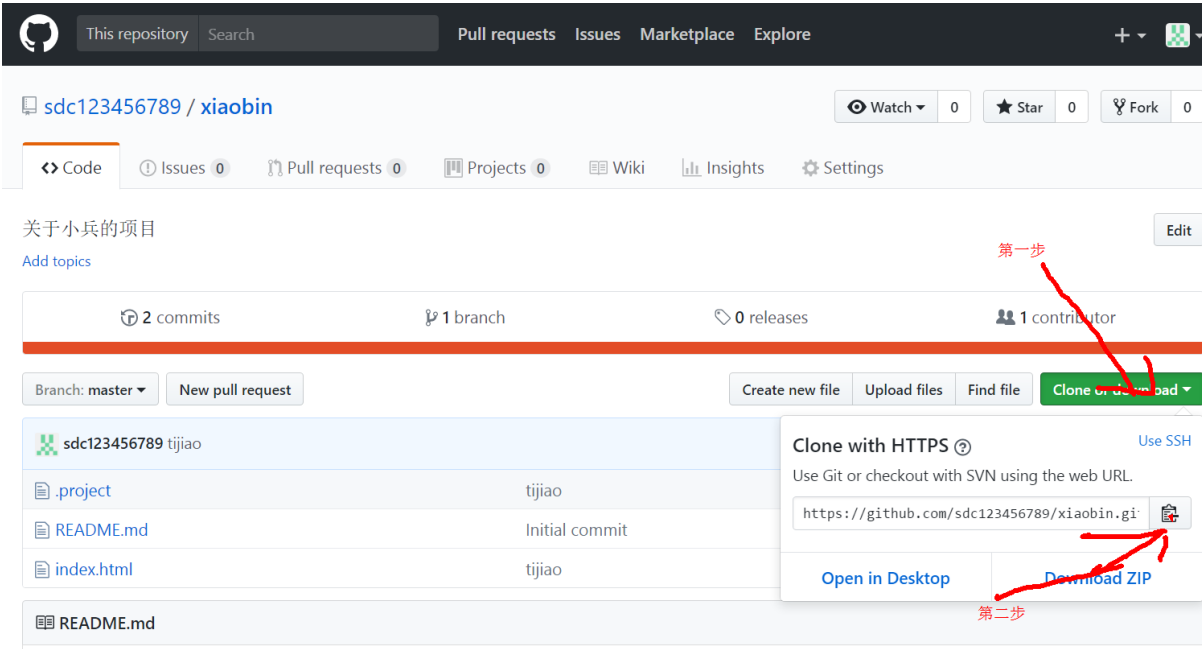 This repository Search Pull requests Issues Marketplace Explore
sdc123456789 / xiaobin Watch 0 Star 0 Fork 0
Code Issues 0 Pull requests 0 Projects 0 Wiki Insights Settings
关于小兵的项目 Edit
Add topics
第一步
2 commits 1 branch 0 releases 1 contributor
Branch: master New pull request Create new file Upload files Find file Clone or download
sdc123456789 tijiao
Clone with HTTPS Use SSH
Use Git or checkout with SVN using the web URL.
.project tijiao
https://github.com/sdc123456789/xiaobin.gi
README.md Initial commit
index.html tijiao
Open in Desktop Download ZIP
第二步
README.md